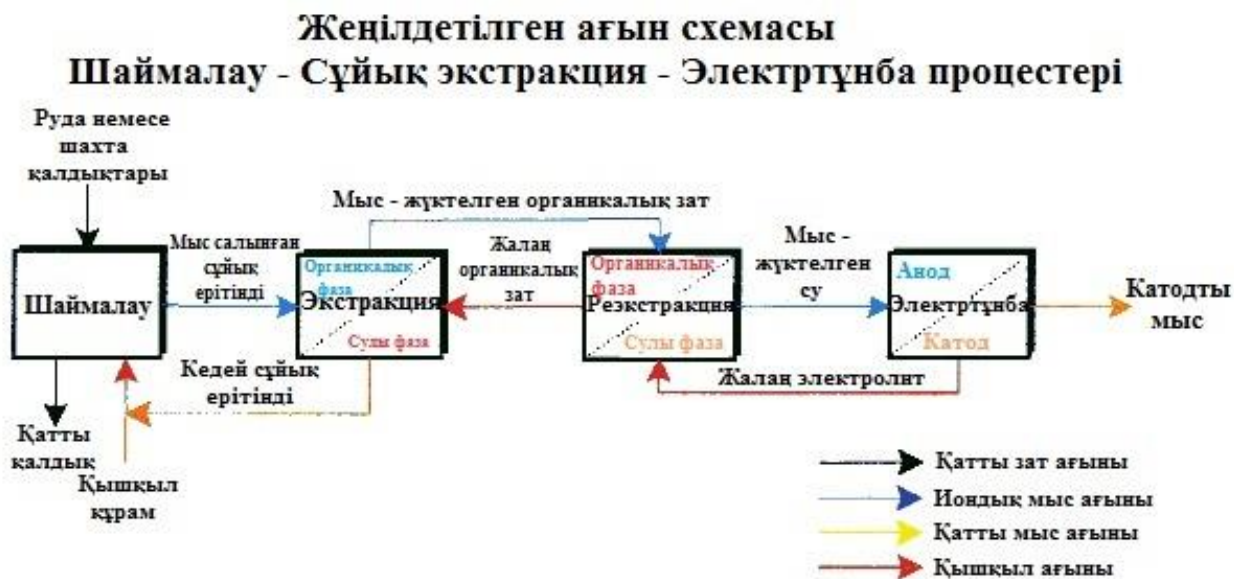 Жеңілдетілген ағын схемасы
Шаймалау - Сұйық экстракция - Электртұнба процестері
Руда немесе
шахта
қалдықтары
Мыс - жүктелген органикалық зат
Мыс салынған
сұйық
ерітінді
Жалаң
органикалық
зат
Мыс -
жүктелген
су
Шаймалау
Органикалық
фаза
Экстракция
Сулы фаза
Органикалық
фаза
Реэкстракция
Сулы фаза
Анод
Электртұнба
Катод
Катодты
мыс
Кедей сұйық
ерітінді
Жалаң электролит
Қатты
қалдық
Қышқыл
құрам
Қатты зат ағыны
Иондық мыс ағыны
Қатты мыс ағыны
Қышқыл ағыны